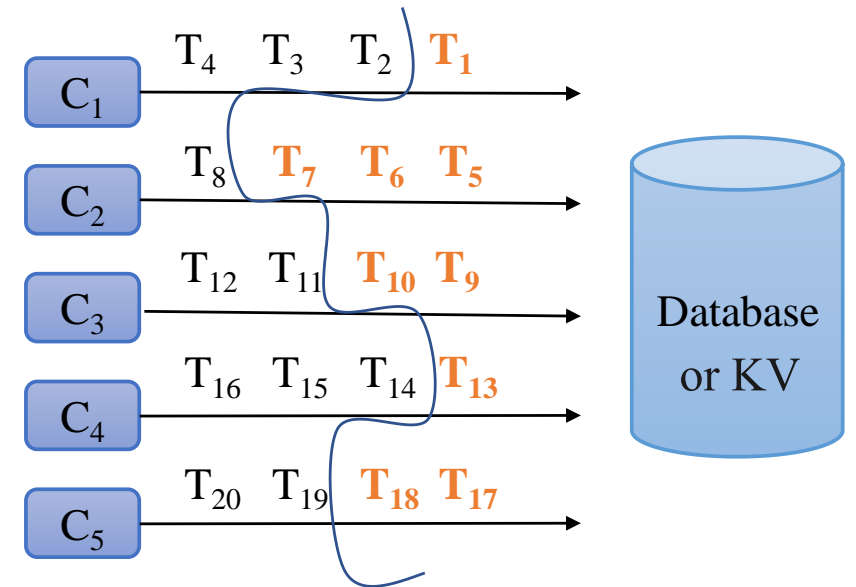 T4 T3 T2 T1
C1
T8 T7 T6 T5
C2
T12 T11 T10 T9
C3
Database
or KV
T16 T15 T14 T13
C4
T20 T19 T18 T17
C5